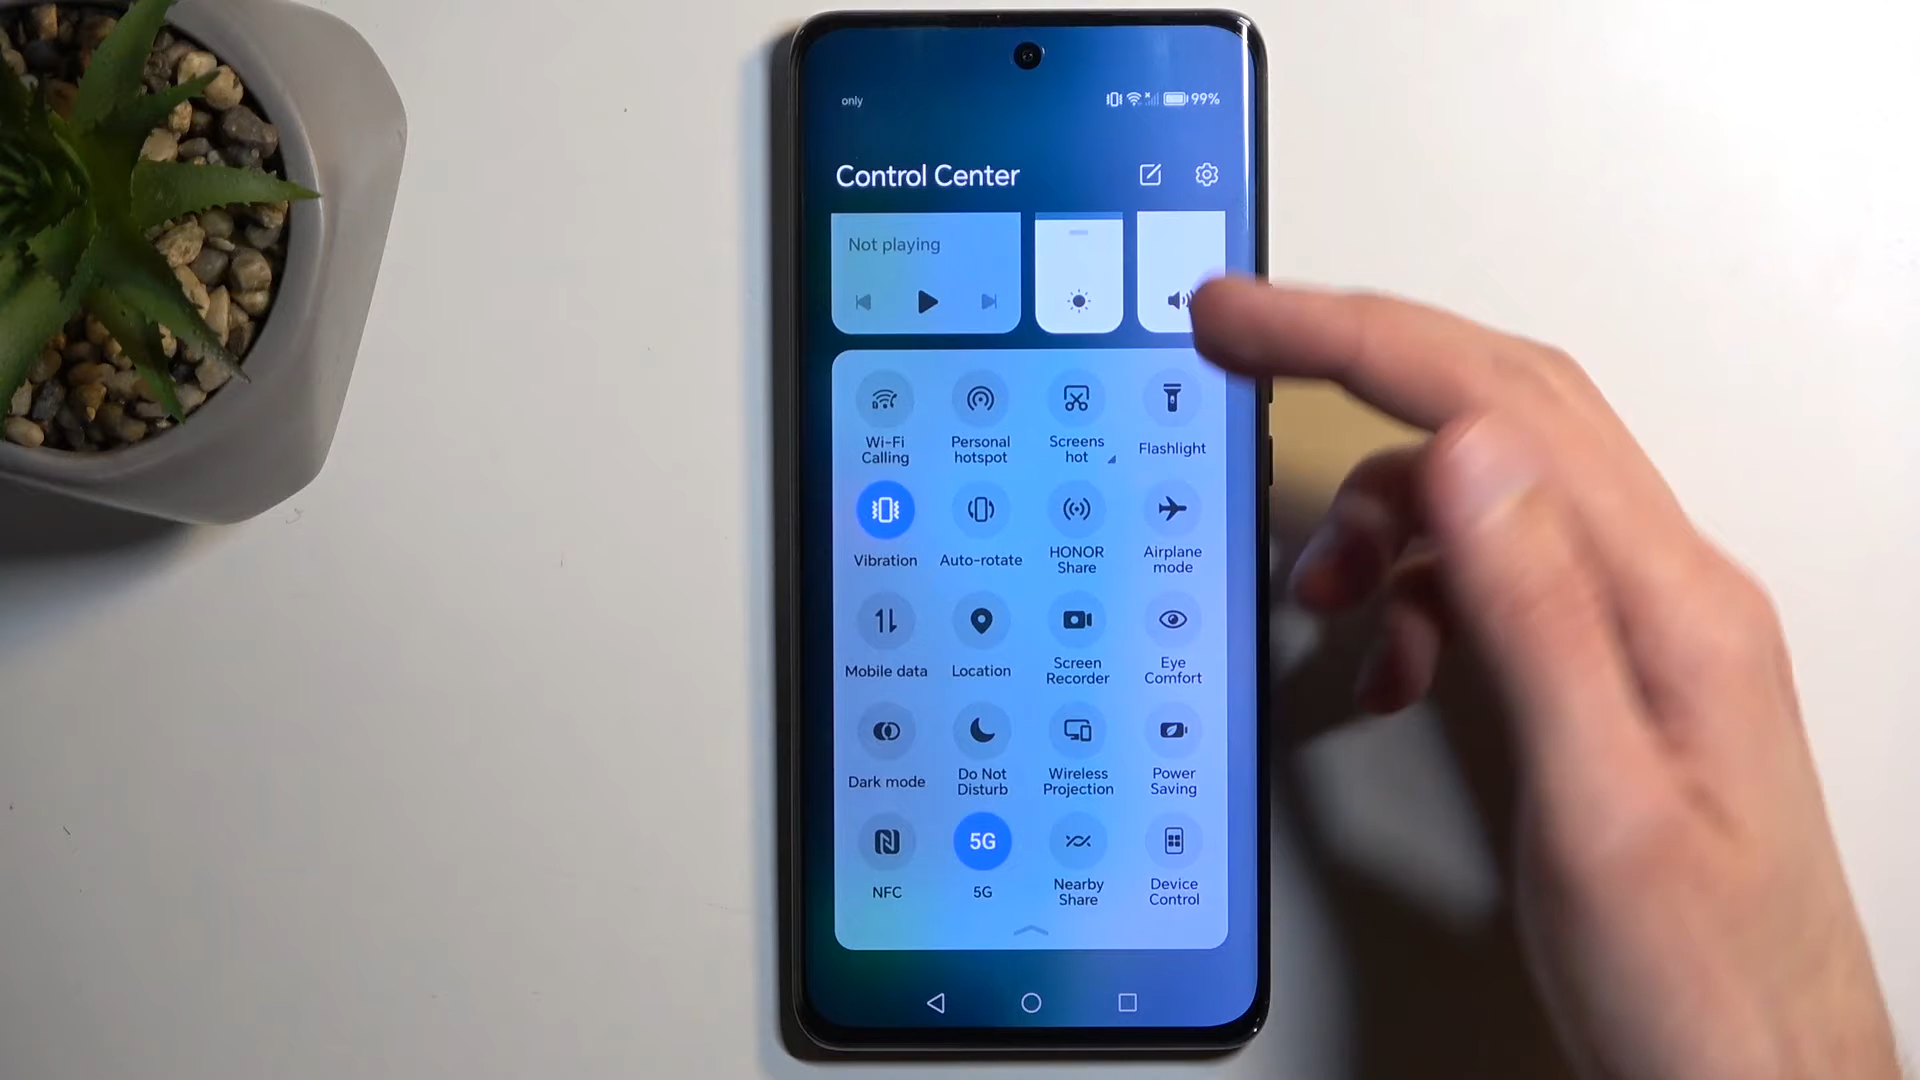 only
99%
Control Center
Not playing
Wi-Fi
Calling
Personal
hotspot
Screens
hot
Flashlight
Vibration
Auto-rotate
HONOR
Share
Airplane
mode
Mobile data
Location
Screen
Recorder
Eye
Comfort
Dark mode
Do Not
Disturb
Wireless
Projection
Power
Saving
NFC
5G
5G
Nearby
Share
Device
Control